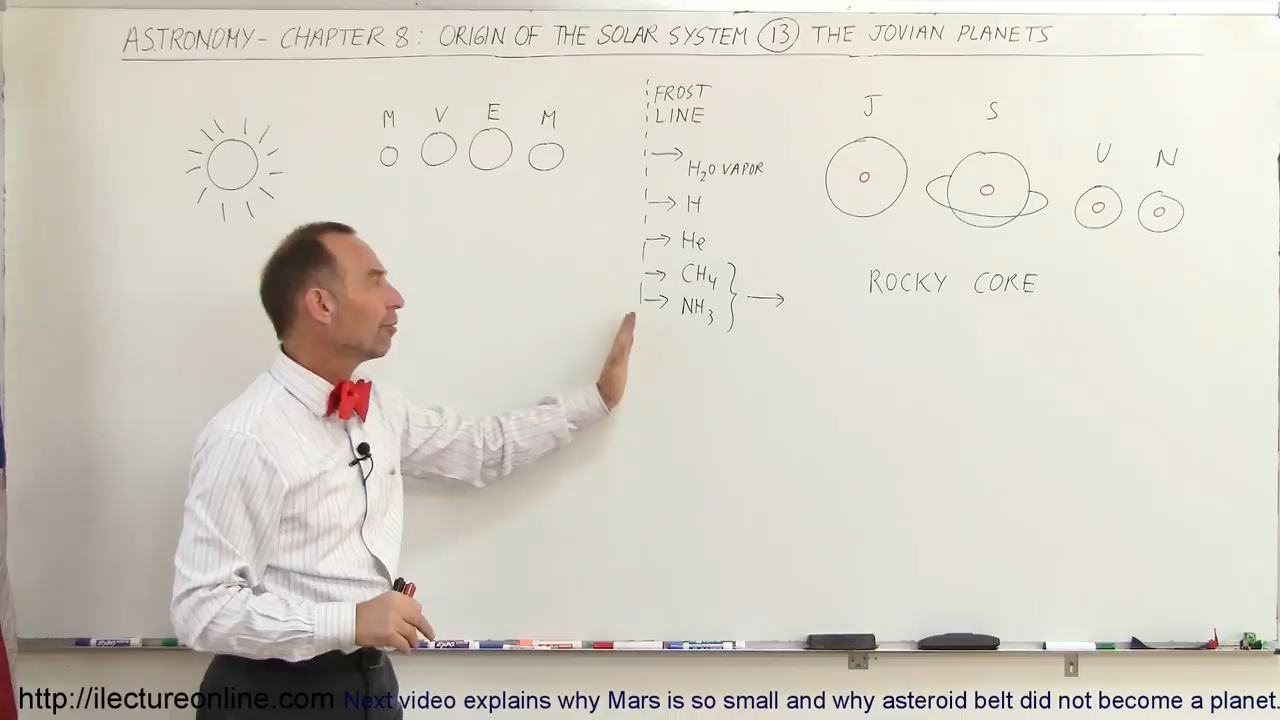 ASTRONOMY - CHAPTER 8: ORIGIN OF THE SOLAR SYSTEM 13 THE JOVIAN PLANETS
M V E M
FROST
LINE
J S
U N
→ H₂O VAPOR
→ H
→ He
→ CH₄
→ NH₃ } →
ROCKY CORE
http://ilectureonline.com Next video explains why Mars is so small and why asteroid belt did not become a planet.